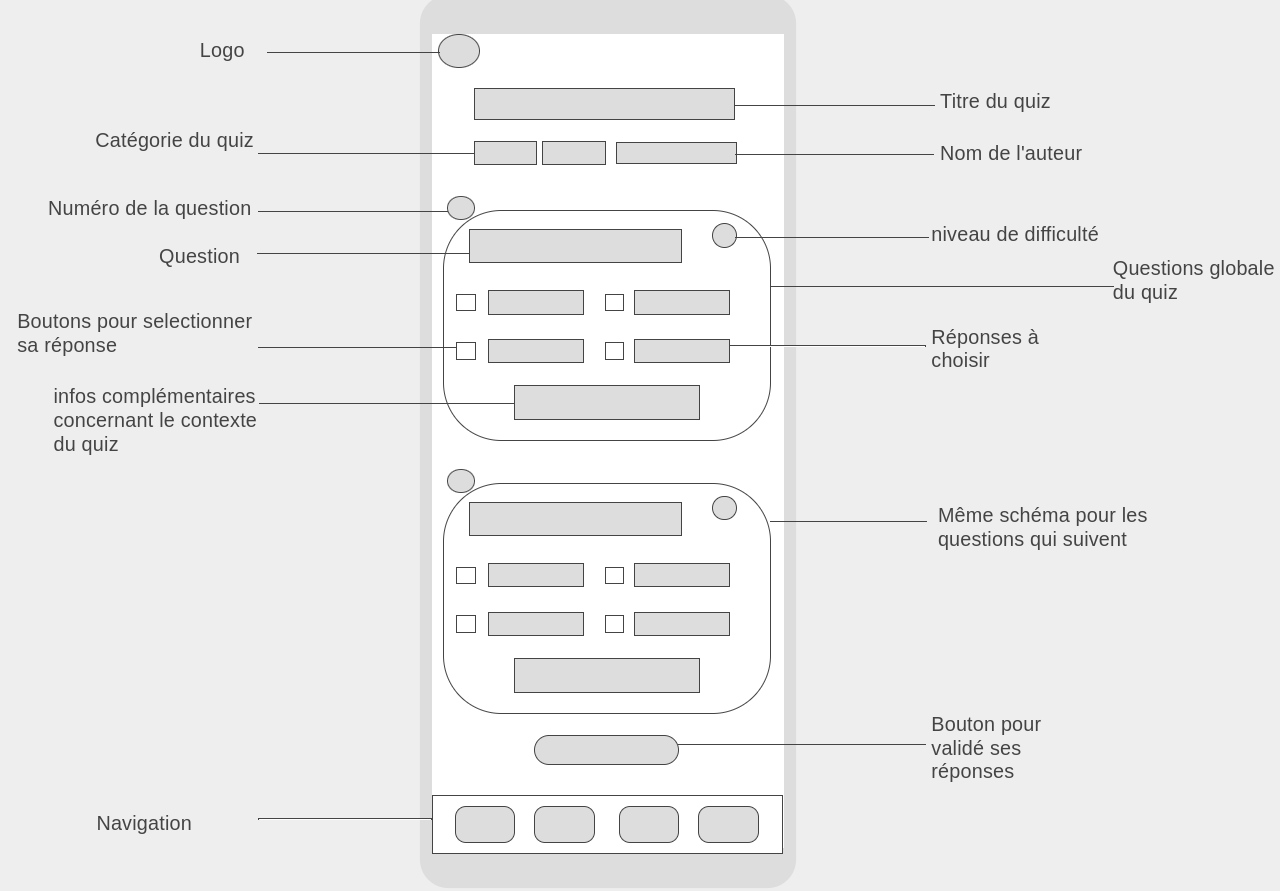 Logo
Titre du quiz
Catégorie du quiz
Nom de l'auteur
Numéro de la question
niveau de difficulté
Question
Questions globale
du quiz
Boutons pour selectionner
sa réponse
Réponses à
choisir
infos complémentaires
concernant le contexte
du quiz
Même schéma pour les
questions qui suivent
Bouton pour
validé ses
réponses
Navigation